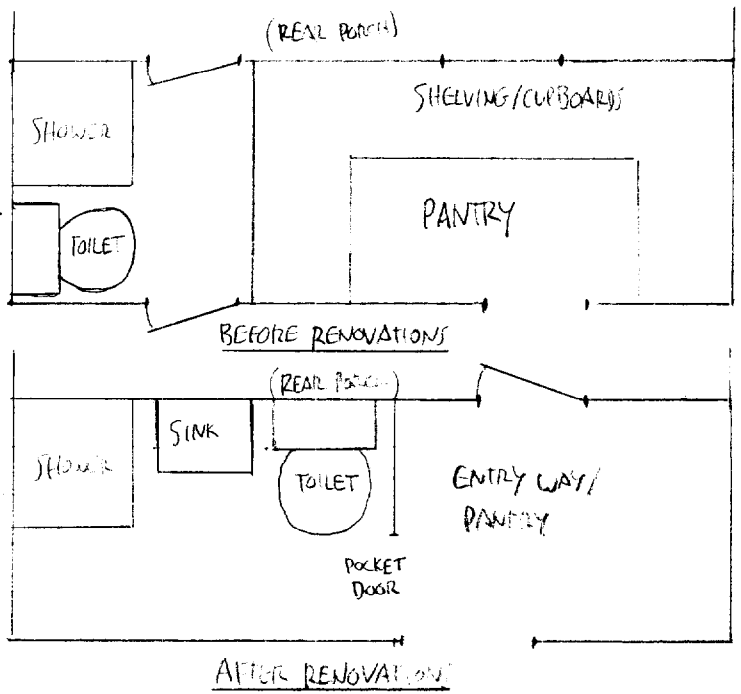 (REAR PORCH)
SHELVING/CUPBOARDS
SHOWER
PANTRY
TOILET
BEFORE RENOVATIONS
(REAR PORCH)
SINK
SHOWER
TOILET
ENTRY WAY/
PANTRY
POCKET
DOOR
AFTER RENOVATIONS